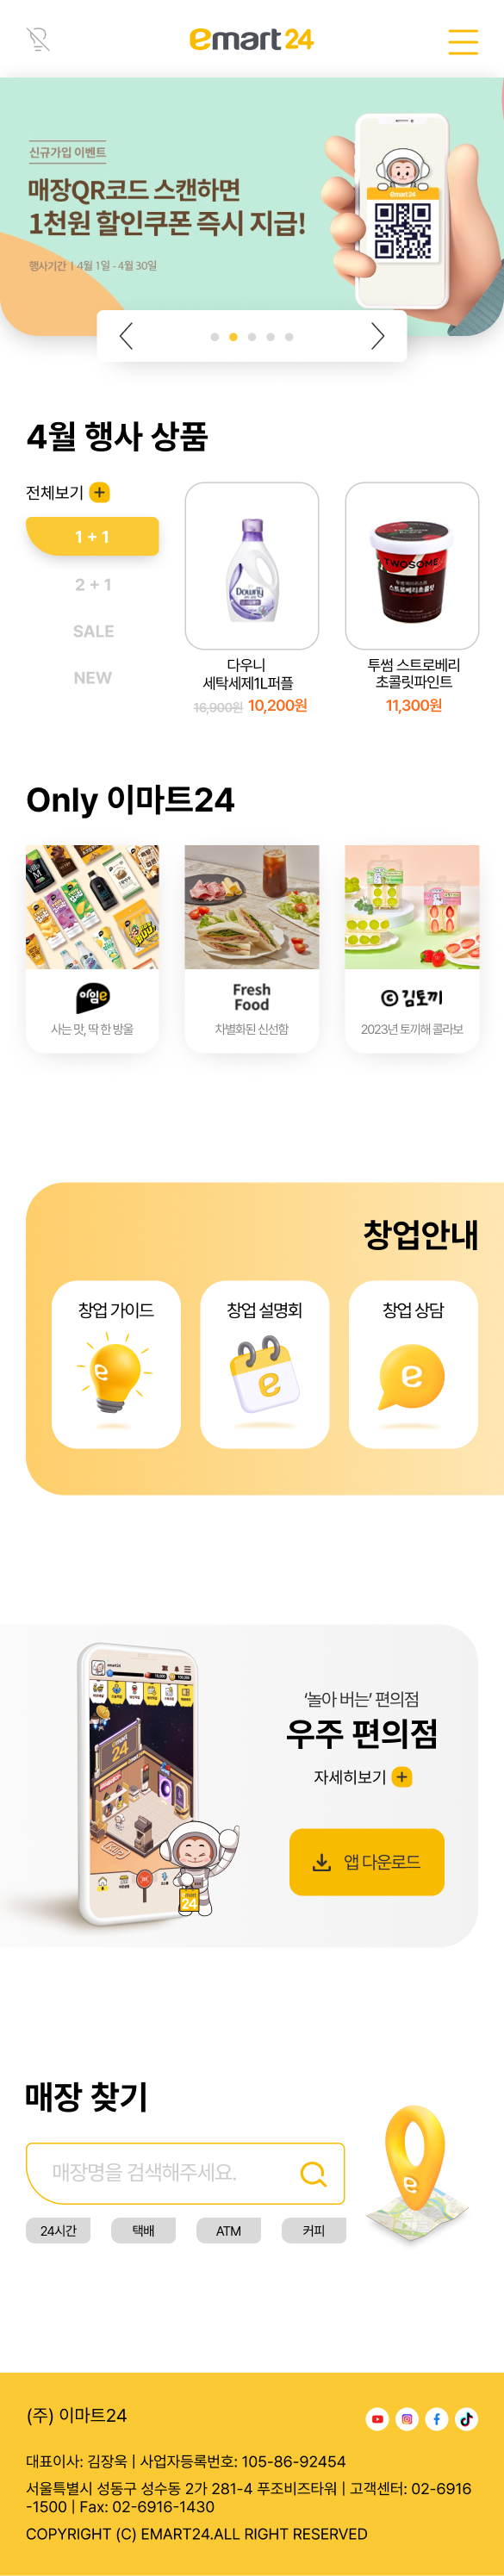 emart24
신규가입 이벤트
매장QR코드 스캔하면
1천원 할인쿠폰 즉시 지급!
행사기간 | 4월 1일 - 4월 30일
emart24
4월 행사 상품
전체보기 +
1 + 1
2 + 1
SALE
NEW
Downy
다우니
세탁세제1L퍼플
16,900원 10,200원
TWOSOME
투썸 스트로베리
초콜릿파인트
11,300원
Only 이마트24
아임e
사는 맛, 딱 한 방울
Fresh
Food
차별화된 신선함
ⓒ 김토끼
2023년 토끼해 콜라보
창업안내
창업 가이드
창업 설명회
창업 상담
emart24
emart
24
24
‘놀아 버는’ 편의점
우주 편의점
자세히보기 +
앱 다운로드
매장 찾기
매장명을 검색해주세요.
24시간
택배
ATM
커피
(주) 이마트24
대표이사: 김장욱 | 사업자등록번호: 105-86-92454
서울특별시 성동구 성수동 2가 281-4 푸조비즈타워 | 고객센터: 02-6916
-1500 | Fax: 02-6916-1430
COPYRIGHT (C) EMART24.ALL RIGHT RESERVED